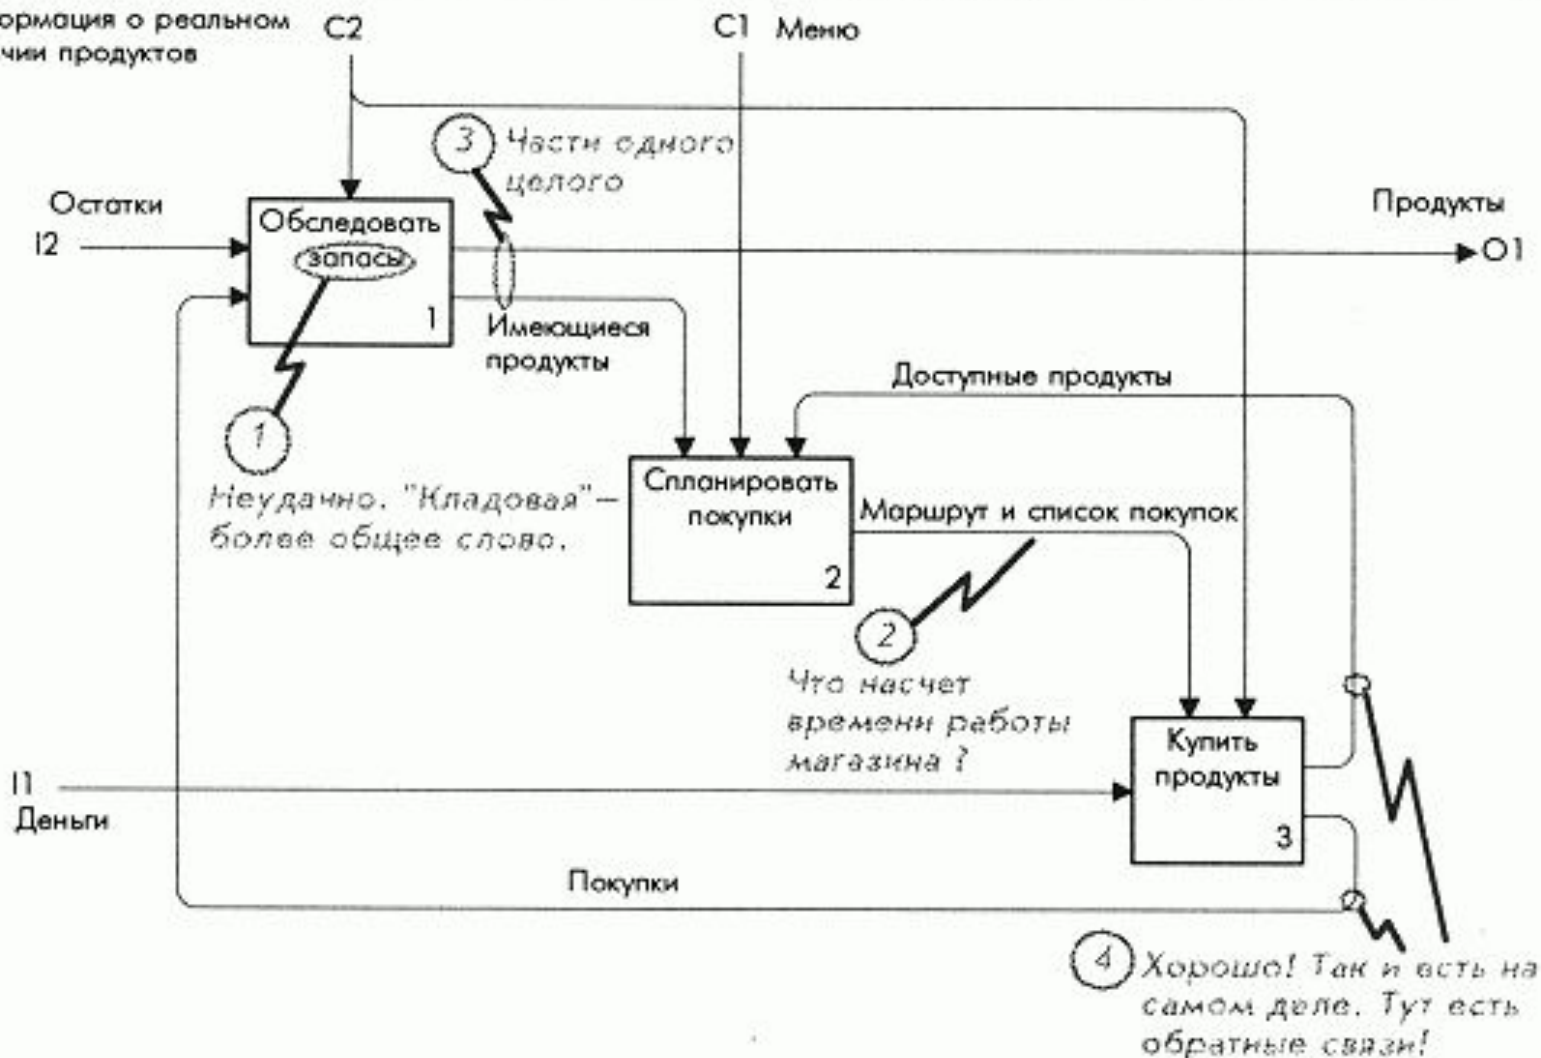 ормация о реальном
чии продуктов
C2
C1 Меню
3 Части одного
целого
Остатки
I2
Обследовать
запасы
1
Продукты
O1
Имеющиеся
продукты
Доступные продукты
1
Неудачно. "Кладовая"–
более общее слово.
Спланировать
покупки
2
Маршрут и список покупок
2
Что насчет
времени работы
магазина?
I1
Деньги
Купить
продукты
3
Покупки
4 Хорошо! Так и есть на
самом деле. Тут есть
обратные связи!